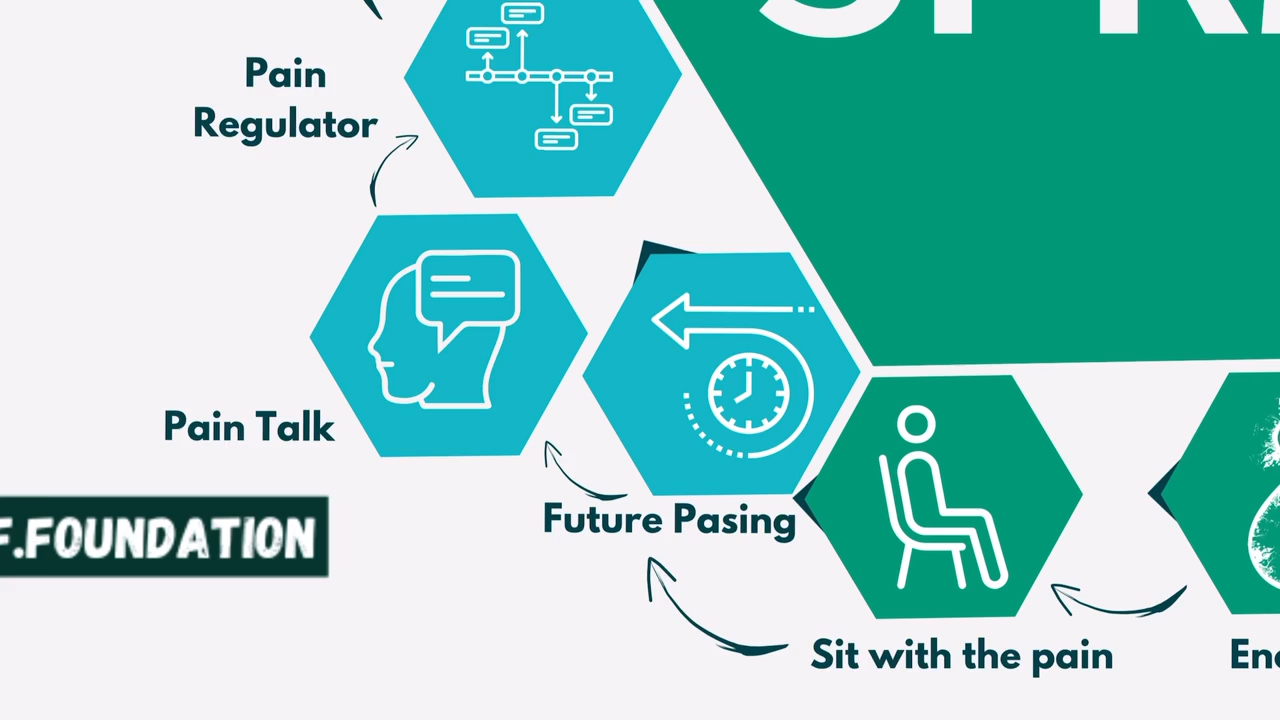 Pain
Regulator
Pain Talk
F.FOUNDATION
Future Pasing
Sit with the pain